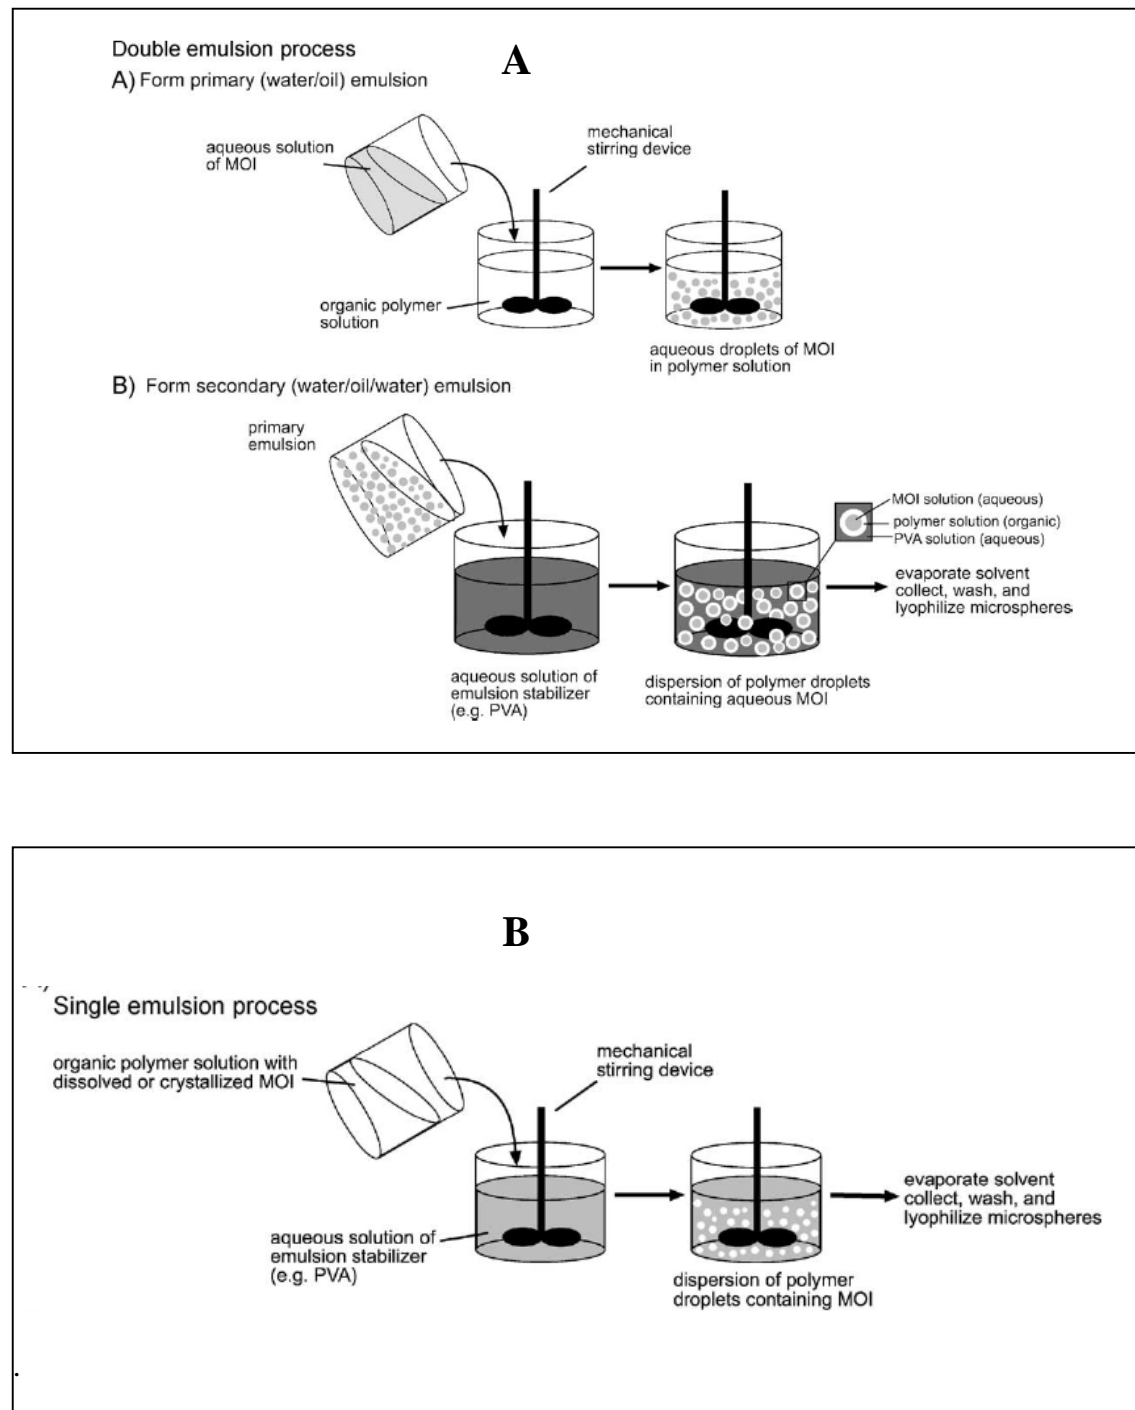 Double emulsion process
A
A) Form primary (water/oil) emulsion
aqueous solution
of MOI
mechanical
stirring device
organic polymer
solution
aqueous droplets of MOI
in polymer solution
B) Form secondary (water/oil/water) emulsion
primary
emulsion
MOI solution (aqueous)
polymer solution (organic)
PVA solution (aqueous)
evaporate solvent
collect, wash, and
lyophilize microspheres
aqueous solution of
emulsion stabilizer
(e.g. PVA)
dispersion of polymer droplets
containing aqueous MOI
B
Single emulsion process
organic polymer solution with
dissolved or crystallized MOI
mechanical
stirring device
aqueous solution of
emulsion stabilizer
(e.g. PVA)
evaporate solvent
collect, wash, and
lyophilize microspheres
dispersion of polymer
droplets containing MOI
.